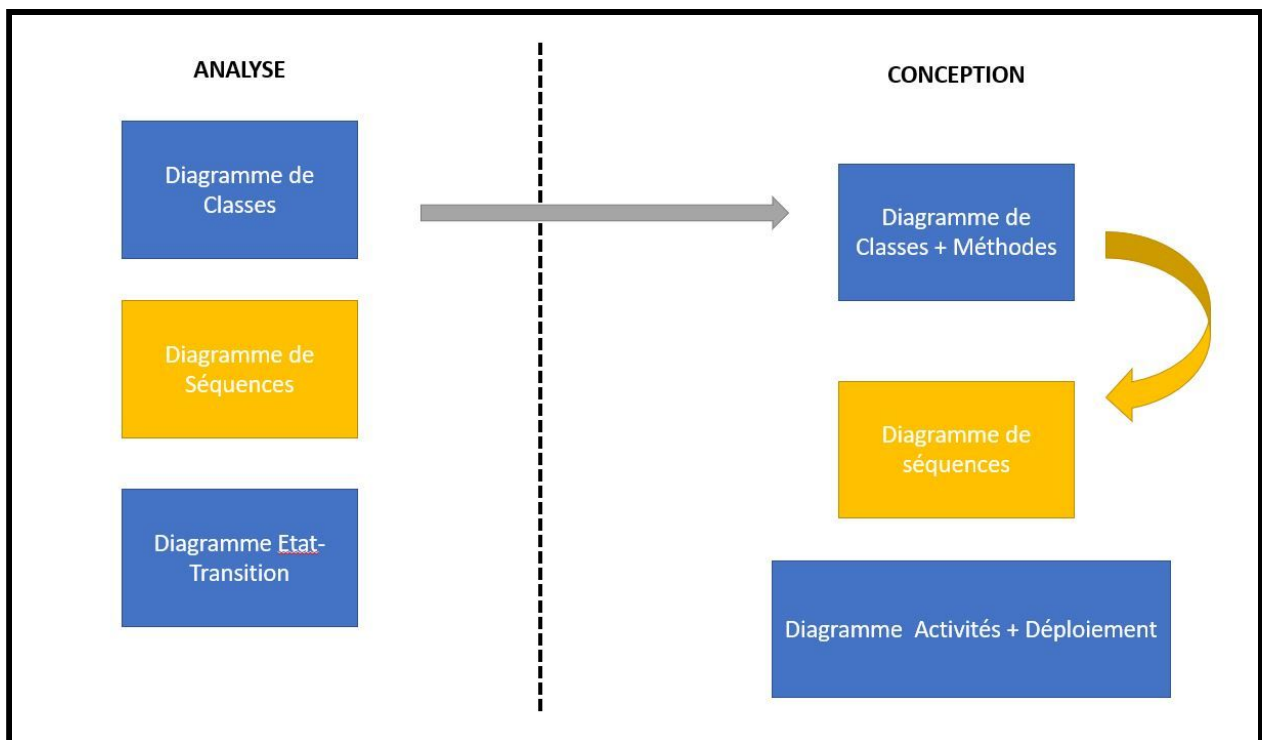 ANALYSE
Diagramme de
Classes
Diagramme de
Séquences
Diagramme Etat-
Transition
CONCEPTION
Diagramme de
Classes + Méthodes
Diagramme de
séquences
Diagramme Activités + Déploiement